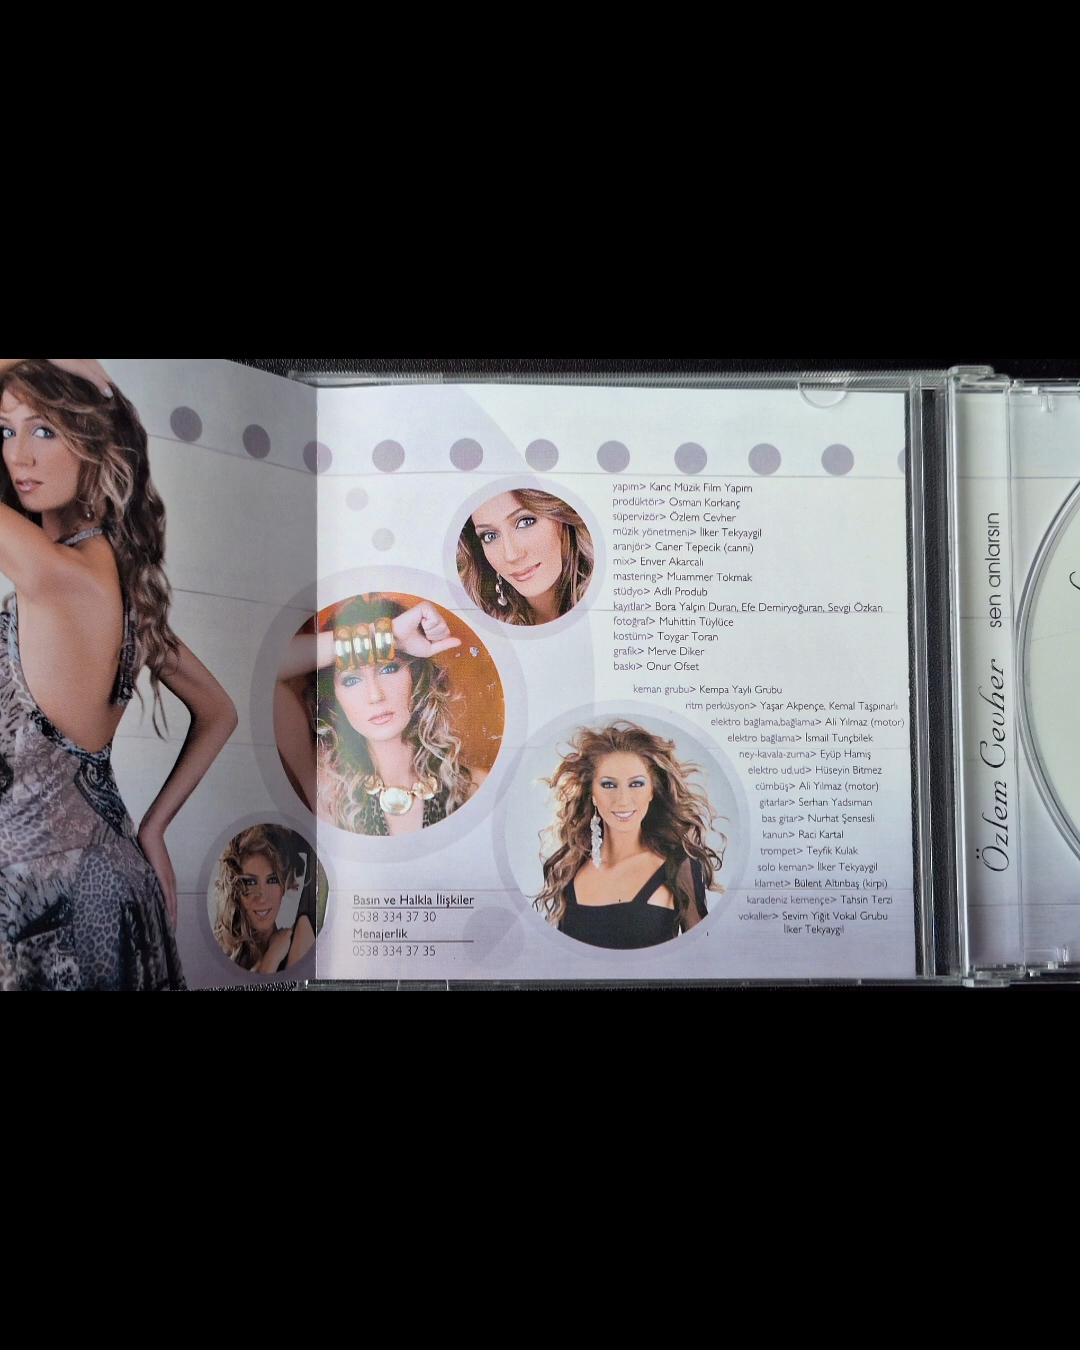 yapım> Kanc Müzik Film Yapım
prodüktör> Osman Korkanç
süpervizör> Özlem Cevher
müzik yönetmeni> İlker Tekyaygil
aranjör> Caner Tepecik (canni)
mix> Enver Akarcalı
mastering> Muammer Tokmak
stüdyo> Adlı Produb
kayıtlar> Bora Yalçın Duran, Efe Demiryoğuran, Sevgi Özkan
fotoğraf> Muhittin Tüylüce
kostüm> Toygar Toran
grafik> Merve Diker
baskı> Onur Ofset
keman grubu> Kempa Yaylı Grubu
ritm perküsyon> Yaşar Akpençe, Kemal Taşpınarlı
elektro bağlama,bağlama> Ali Yılmaz (motor)
elektro bağlama> İsmail Tunçbilek
ney-kavala-zurna> Eyüp Hamiş
elektro ud,ud> Hüseyin Bitmez
cümbüş> Ali Yılmaz (motor)
gitarlar> Serhan Yadsıman
bas gitar> Nurhat Şensesli
kanun> Raci Kartal
trompet> Teyfik Kulak
solo keman> İlker Tekyaygil
klarnet> Bülent Altınbaş (kirpi)
karadeniz kemençe> Tahsin Terzi
vokaller> Sevim Yiğit Vokal Grubu
İlker Tekyaygil
Basın ve Halkla İlişkiler
0538 334 37 30
Menajerlik
0538 334 37 35
Özlem Cevher sen anlarsın